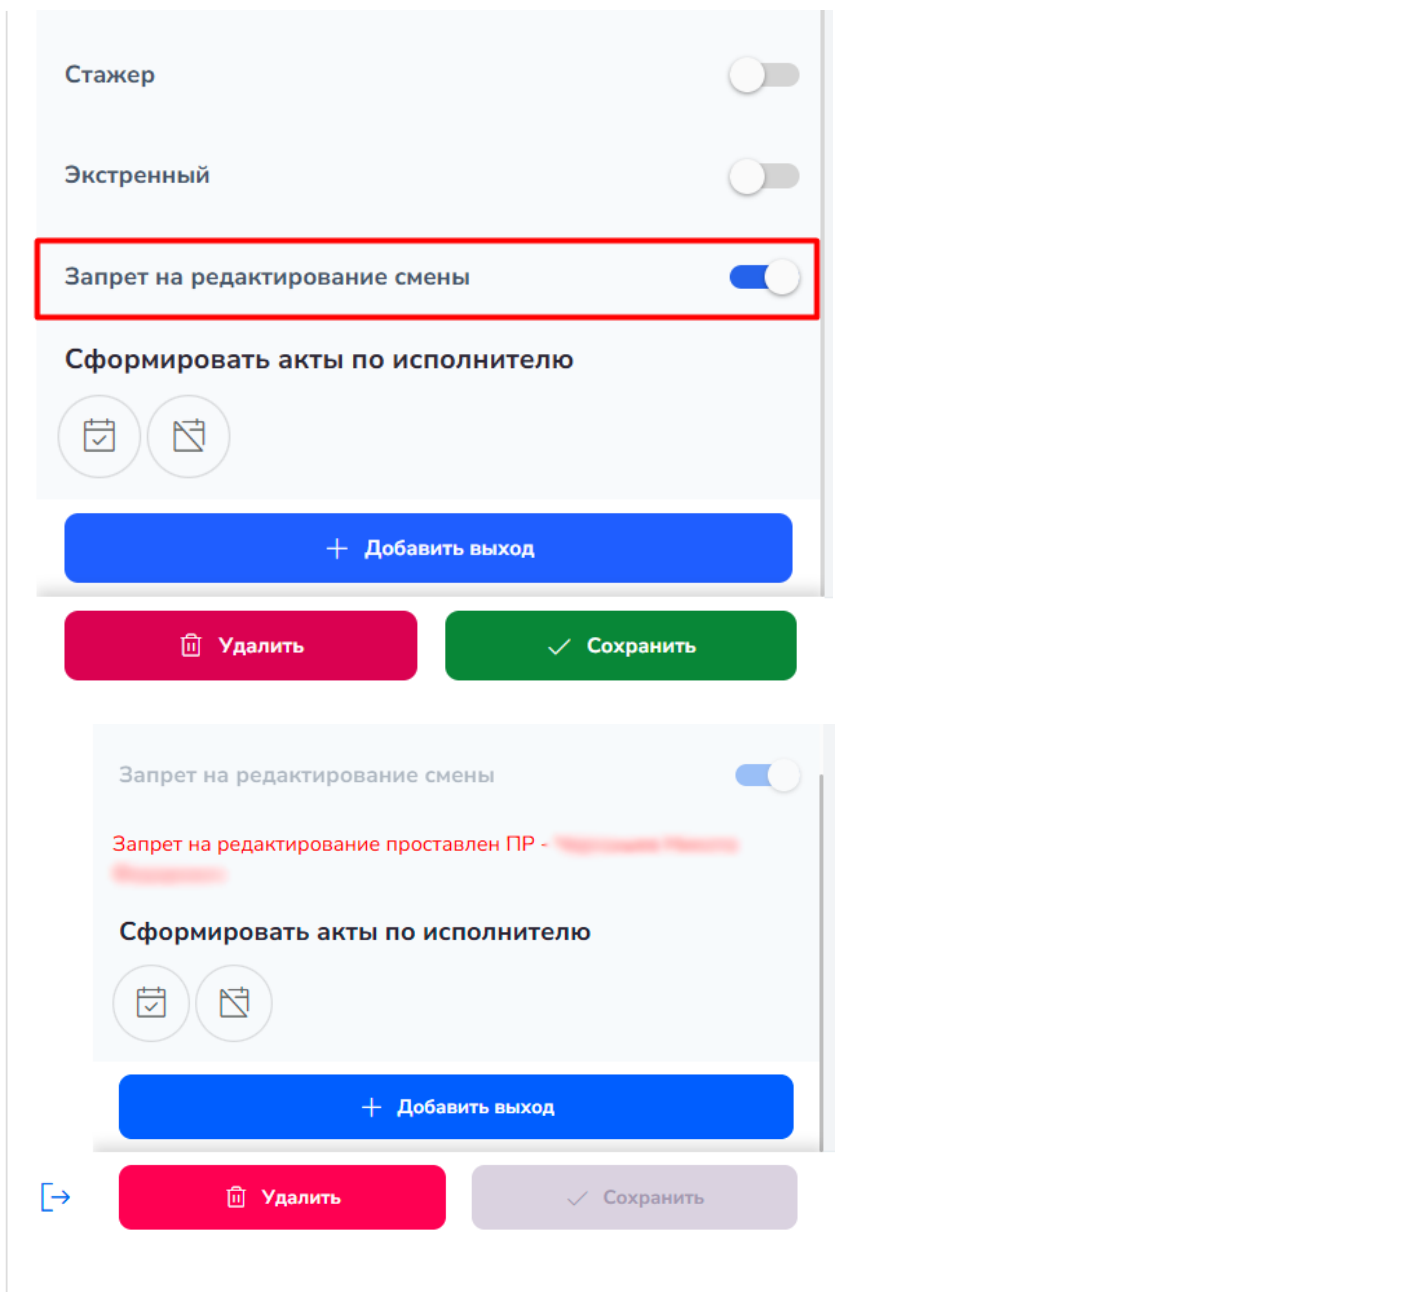 Стажер
Экстренный
Запрет на редактирование смены
Сформировать акты по исполнителю
Добавить выход
Удалить
Сохранить
Запрет на редактирование смены
Запрет на редактирование проставлен ПР -
Сформировать акты по исполнителю
Добавить выход
Удалить
Сохранить